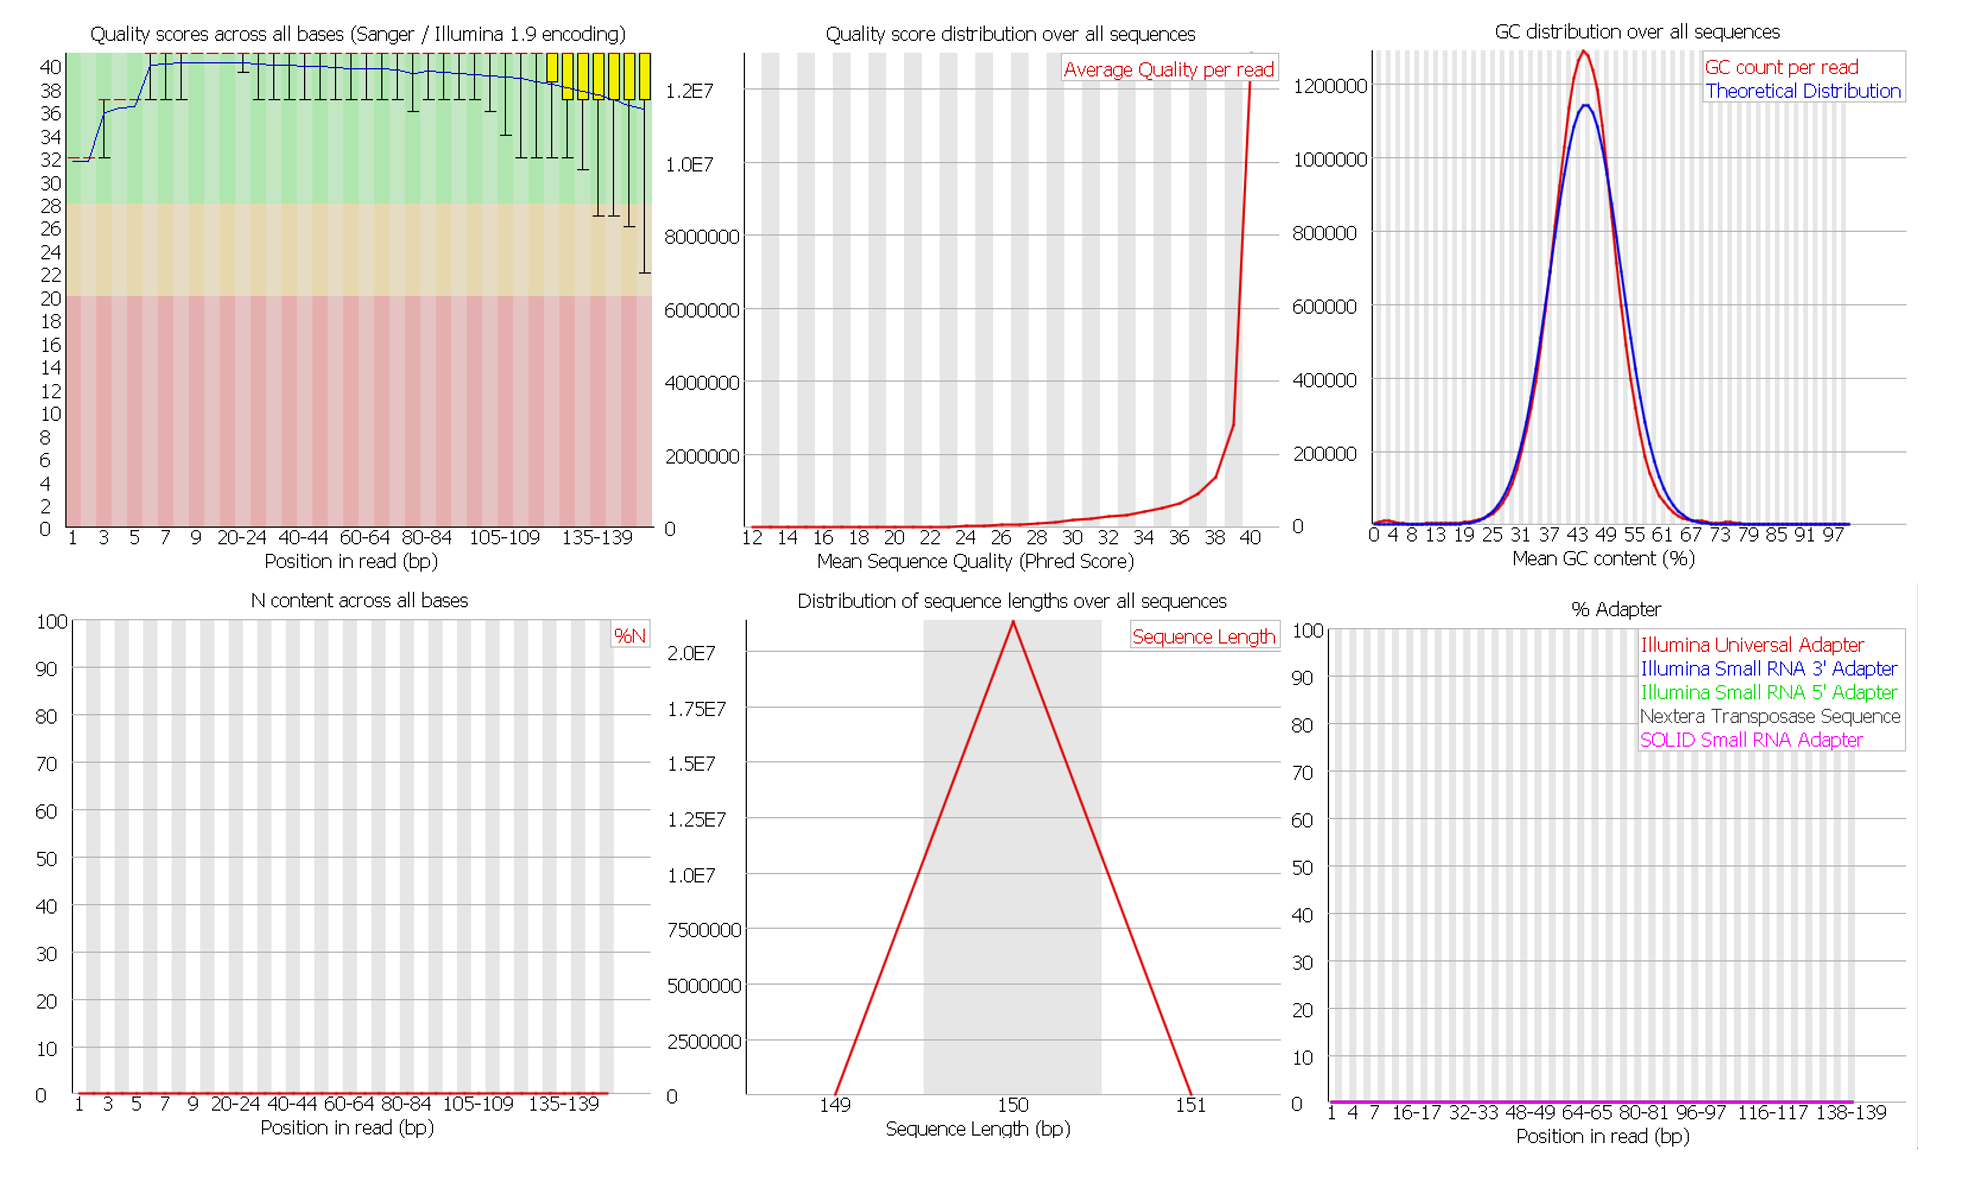 Quality scores across all bases (Sanger / Illumina 1.9 encoding)
40
38
36
34
32
30
28
26
24
22
20
18
16
14
12
10
8
6
4
2
0
1 3 5 7 9 20-24 40-44 60-64 105-109 135-139
Position in read (bp)
Quality score distribution over all sequences
Average Quality per read
1.2E7
1.0E7
8000000
6000000
4000000
2000000
0
12 14 16 18 20 22 24 26 28 30 32 34 36 38 40
Mean Sequence Quality (Phred Score)
GC distribution over all sequences
GC count per read
Theoretical Distribution
1200000
1000000
800000
600000
400000
200000
0
0 4 8 13 19 25 31 37 43 49 55 61 67 73 79 85 91 97
Mean GC content (%)
N content across all bases
%N
100
90
80
70
60
50
40
30
20
10
0
1 3 5 7 9 20-24 40-44 60-64 80-84 105-109 135-139
Position in read (bp)
Distribution of sequence lengths over all sequences
Sequence Length
2.0E7
1.75E7
1.5E7
1.25E7
1.0E7
7500000
5000000
2500000
0
149 150 151
Sequence Length (bp)
% Adapter
Illumina Universal Adapter
Illumina Small RNA 3' Adapter
Illumina Small RNA 5' Adapter
Nextera Transposase Sequence
SOLID Small RNA Adapter
100
90
80
70
60
50
40
30
20
10
0
1 4 7 16-17 32-33 48-49 64-65 80-81 96-97 116-117 138-139
Position in read (bp)